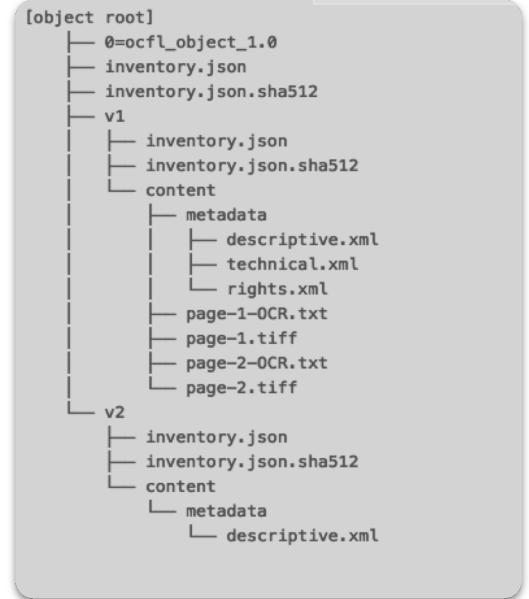 [object root]
    ├── 0=ocfl_object_1.0
    ├── inventory.json
    ├── inventory.json.sha512
    ├── v1
    │   ├── inventory.json
    │   ├── inventory.json.sha512
    │   └── content
    │       ├── metadata
    │       │   ├── descriptive.xml
    │       │   ├── technical.xml
    │       │   └── rights.xml
    │       ├── page-1-OCR.txt
    │       ├── page-1.tiff
    │       ├── page-2-OCR.txt
    │       └── page-2.tiff
    └── v2
        ├── inventory.json
        ├── inventory.json.sha512
        └── content
            └── metadata
                └── descriptive.xml